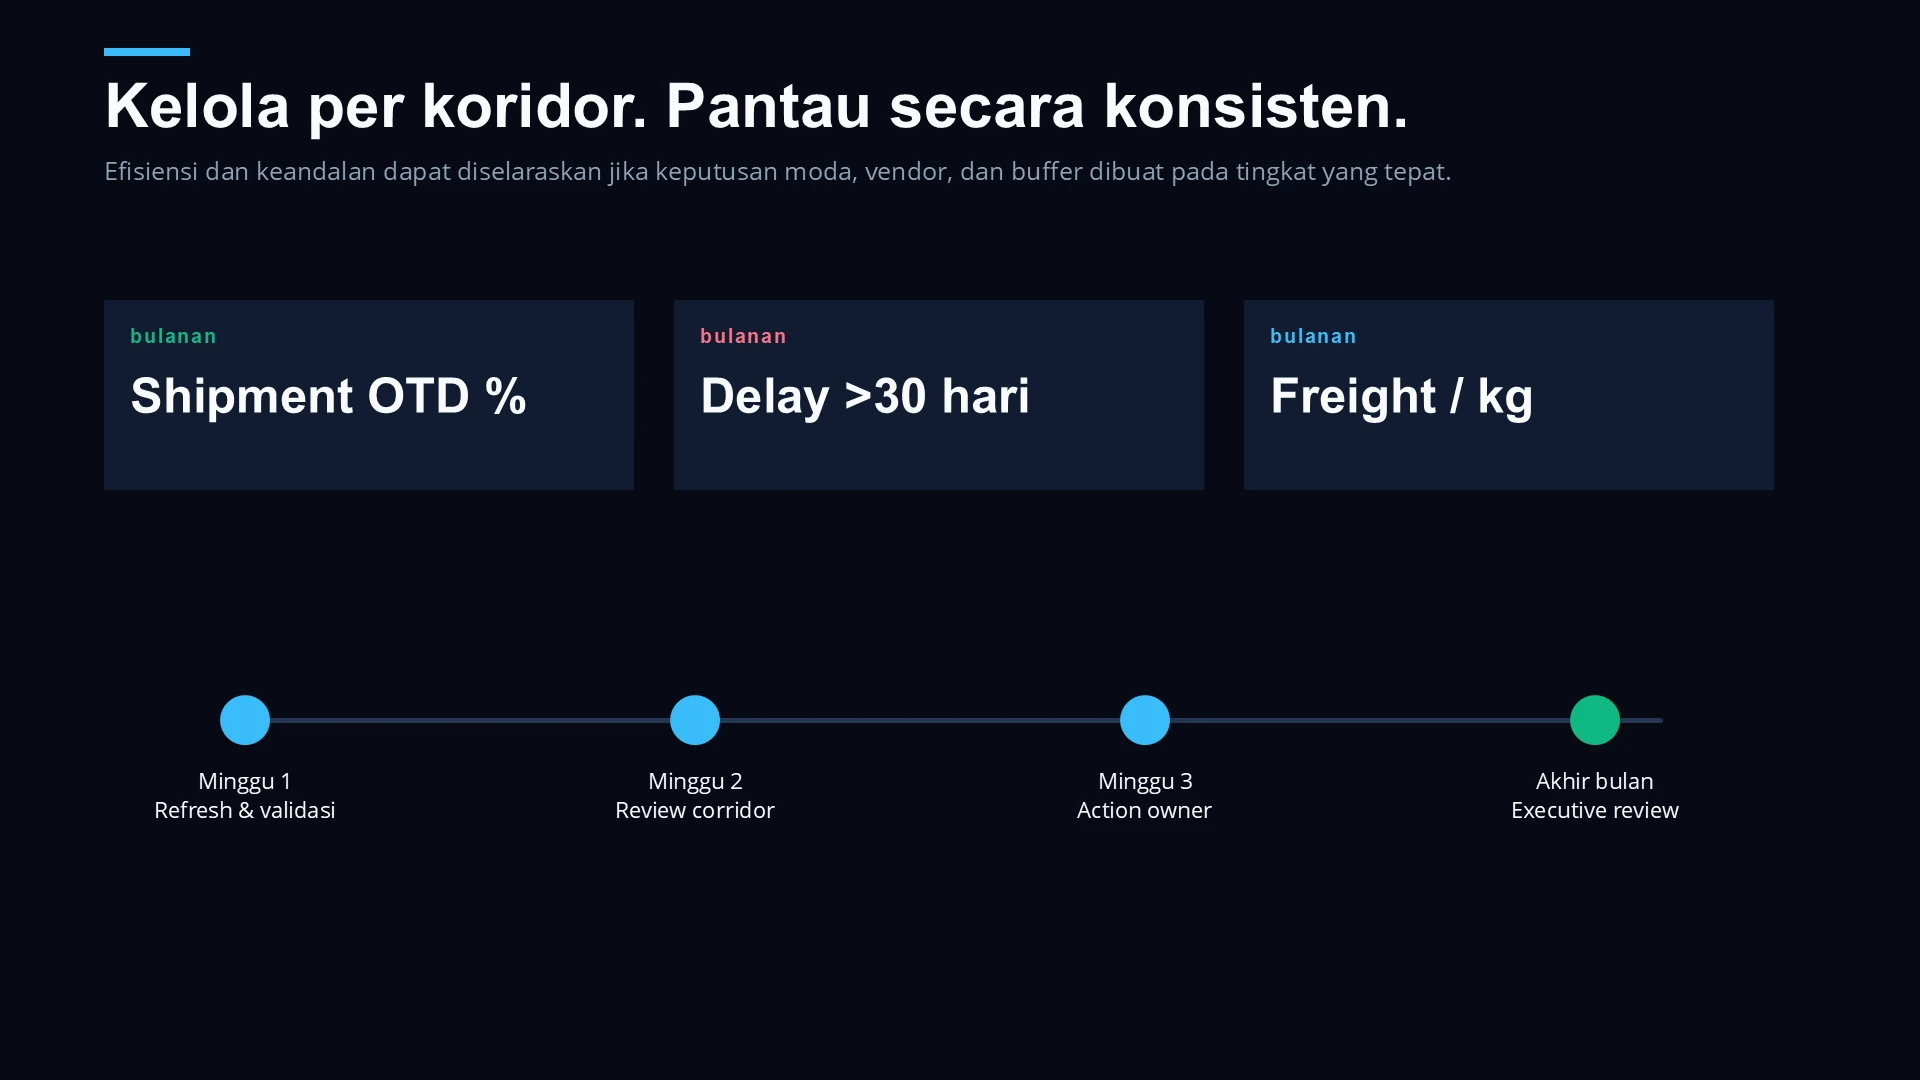 Kelola per koridor. Pantau secara konsisten.
Efisiensi dan keandalan dapat diselaraskan jika keputusan moda, vendor, dan buffer dibuat pada tingkat yang tepat.
bulanan
Shipment OTD %
bulanan
Delay >30 hari
bulanan
Freight / kg
Minggu 1
Refresh & validasi
Minggu 2
Review corridor
Minggu 3
Action owner
Akhir bulan
Executive review